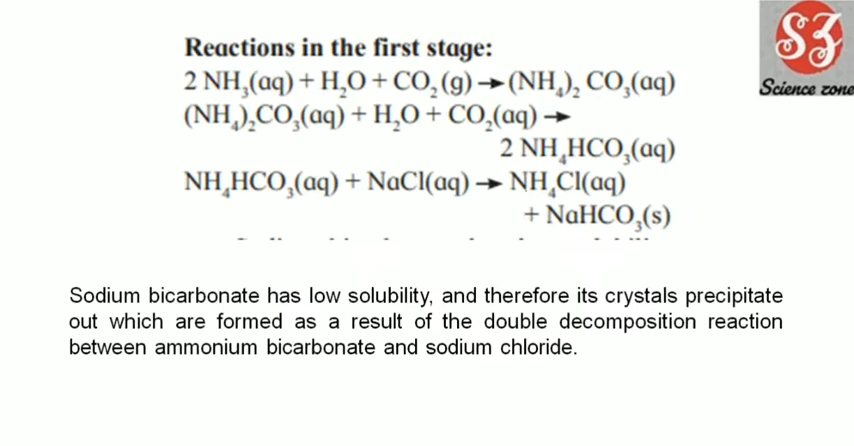 SZ
Science zone
Reactions in the first stage:
2 NH₃(aq) + H₂O + CO₂ (g) → (NH₄)₂ CO₃(aq)
(NH₄)₂CO₃(aq) + H₂O + CO₂(aq) →
2 NH₄HCO₃(aq)
NH₄HCO₃(aq) + NaCl(aq) → NH₄Cl(aq)
+ NaHCO₃(s)
Sodium bicarbonate has low solubility, and therefore its crystals precipitate
out which are formed as a result of the double decomposition reaction
between ammonium bicarbonate and sodium chloride.